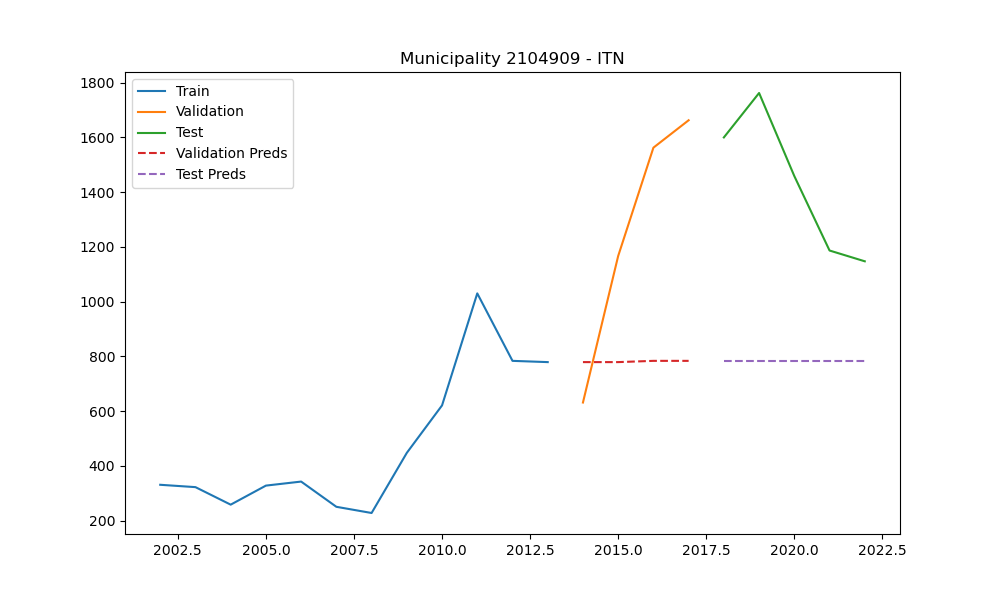 Municipality 2104909 - ITN
Train
Validation
Test
Validation Preds
Test Preds
1800
1600
1400
1200
1000
800
600
400
200
2002.5 2005.0 2007.5 2010.0 2012.5 2015.0 2017.5 2020.0 2022.5